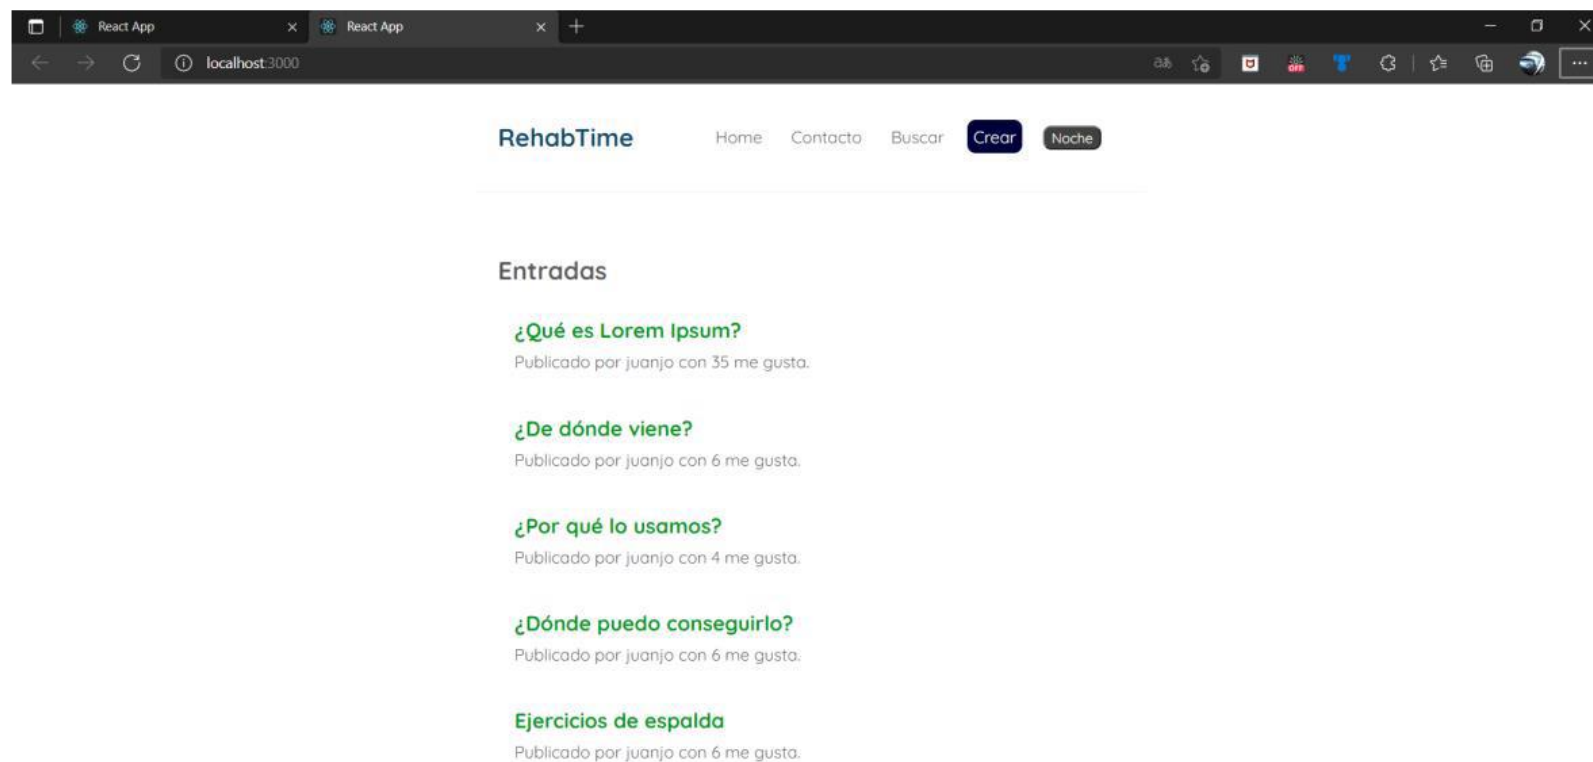 React App
React App
localhost:3000
RehabTime
Home
Contacto
Buscar
Crear
Noche
Entradas
¿Qué es Lorem Ipsum?
Publicado por juanjo con 35 me gusta.
¿De dónde viene?
Publicado por juanjo con 6 me gusta.
¿Por qué lo usamos?
Publicado por juanjo con 4 me gusta.
¿Dónde puedo conseguirlo?
Publicado por juanjo con 6 me gusta.
Ejercicios de espalda
Publicado por juanjo con 6 me gusta.